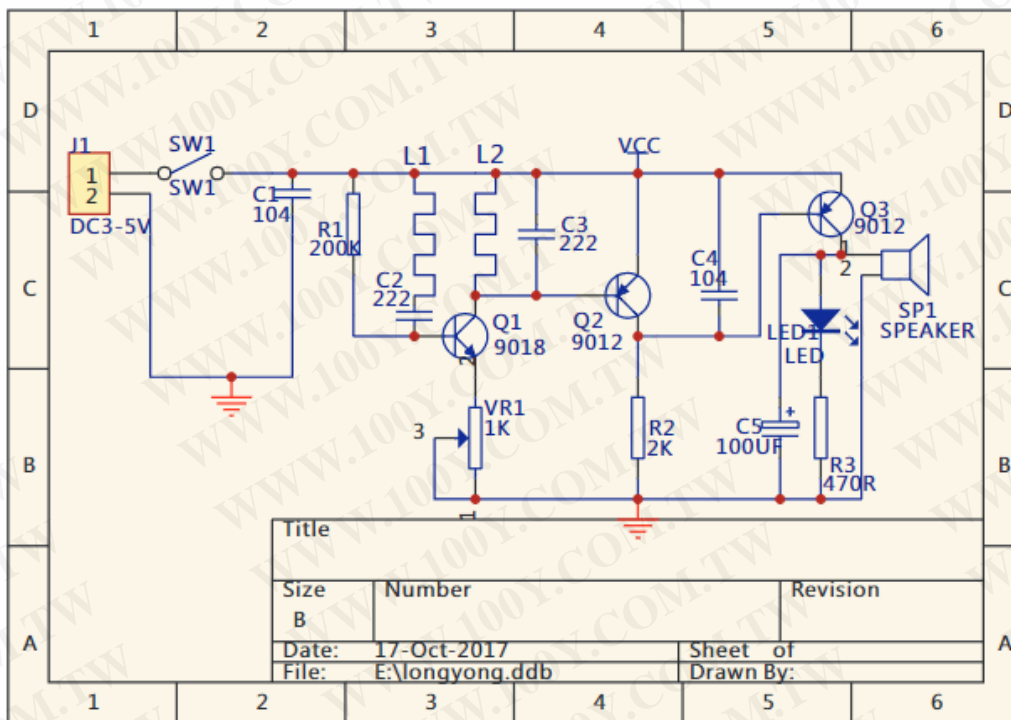 1 2 3 4 5 6
D D
J1
1
2
DC3-5V
SW1
SW1
C1
104
R1
200K
L1
L2
C2
222
C3
222
Q1
9018
2
VR1
1K
3
1
VCC
Q2
9012
C4
104
R2
2K
Q3
9012
1
2
SP1
SPEAKER
LED1
LED
C5
100UF
+
R3
470R
C C
B B
A A
Title
Size
B
Number
Revision
Date: 17-Oct-2017
Sheet of
File: E:\longyong.ddb
Drawn By:
1 2 3 4 5 6
WWW.100Y.COM.TW